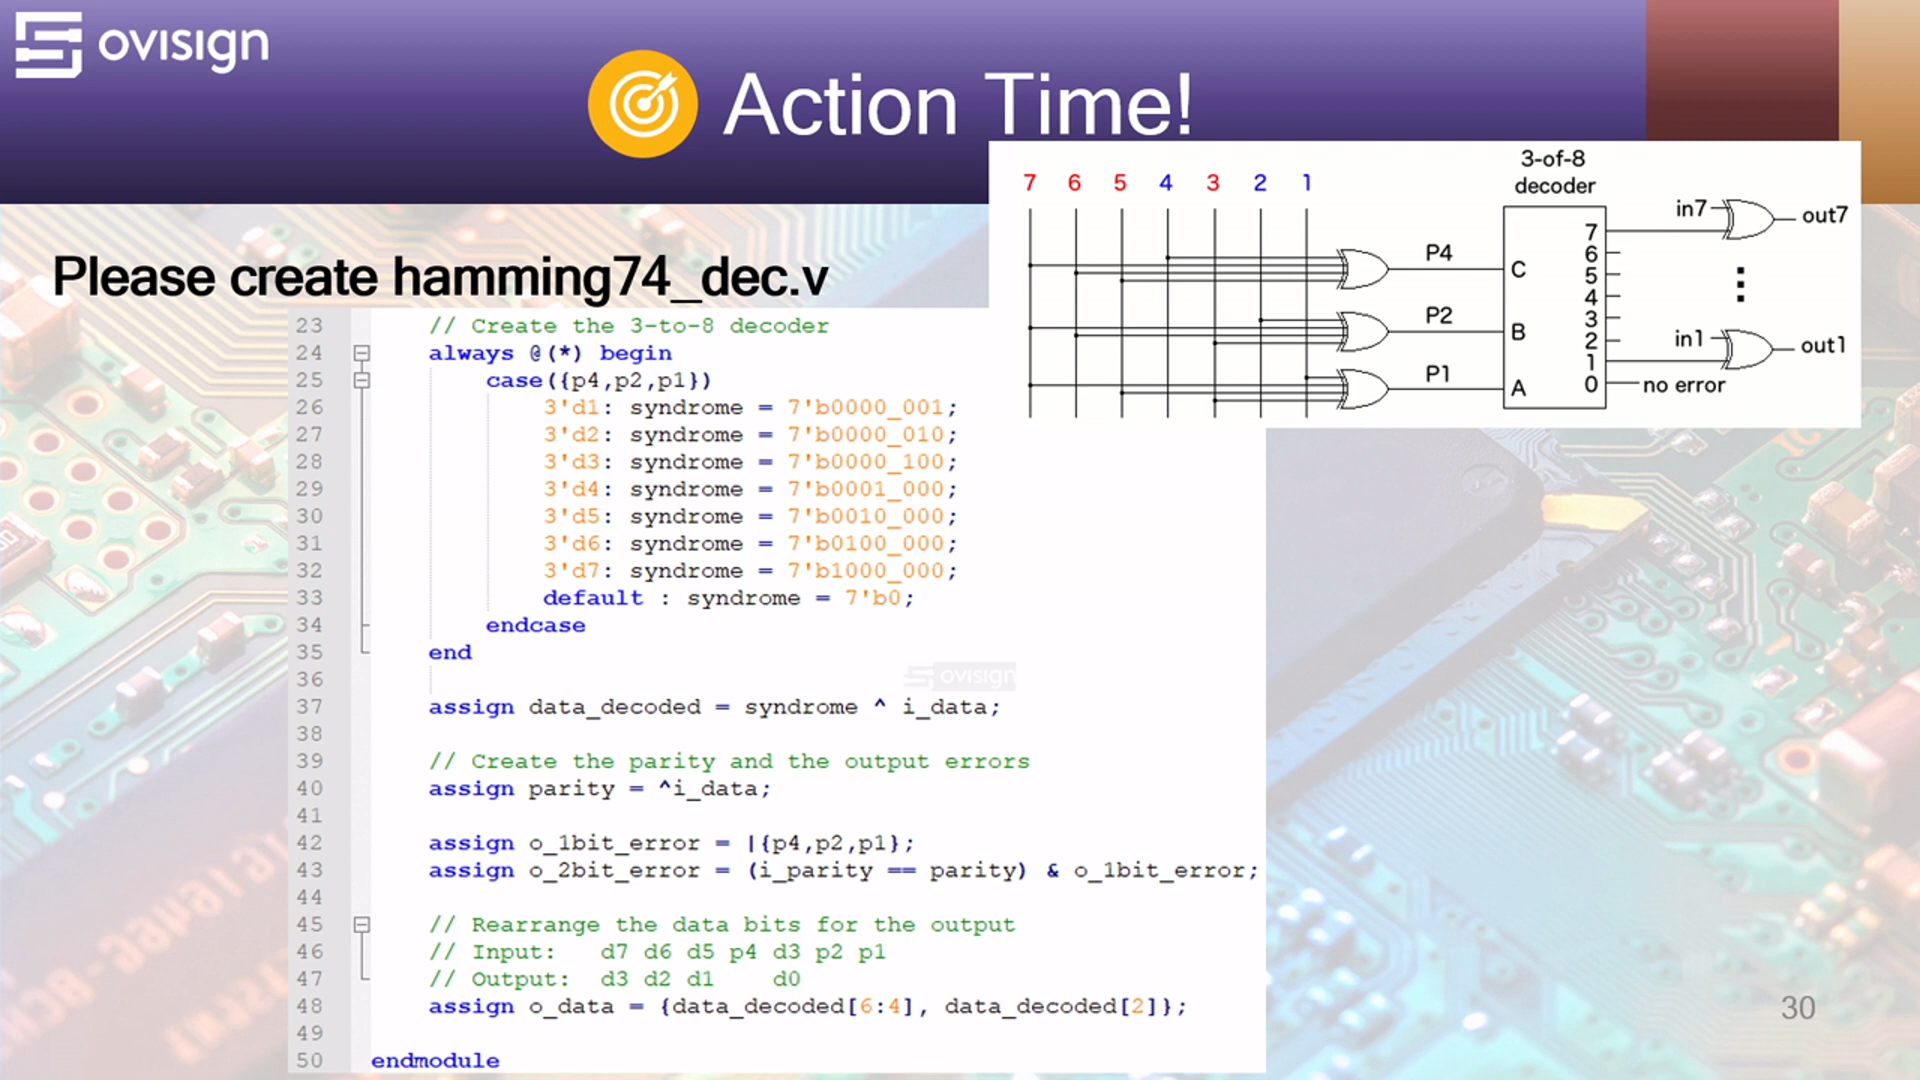 ovisign
Action Time!
Please create hamming74_dec.v
7 6 5 4 3 2 1
3-of-8
decoder
P4
P2
P1
C
B
A
7
6
5
4
3
2
1
0
in7
out7
in1
out1
no error
23 // Create the 3-to-8 decoder
24 always @(*) begin
25 case({p4,p2,p1})
26 3'd1: syndrome = 7'b0000_001;
27 3'd2: syndrome = 7'b0000_010;
28 3'd3: syndrome = 7'b0000_100;
29 3'd4: syndrome = 7'b0001_000;
30 3'd5: syndrome = 7'b0010_000;
31 3'd6: syndrome = 7'b0100_000;
32 3'd7: syndrome = 7'b1000_000;
33 default : syndrome = 7'b0;
34 endcase
35 end
36
ovisign
37 assign data_decoded = syndrome ^ i_data;
38
39 // Create the parity and the output errors
40 assign parity = ^i_data;
41
42 assign o_1bit_error = |{p4,p2,p1};
43 assign o_2bit_error = (i_parity == parity) & o_1bit_error;
44
45 // Rearrange the data bits for the output
46 // Input: d7 d6 d5 p4 d3 p2 p1
47 // Output: d3 d2 d1 d0
48 assign o_data = {data_decoded[6:4], data_decoded[2]};
49
50 endmodule
30